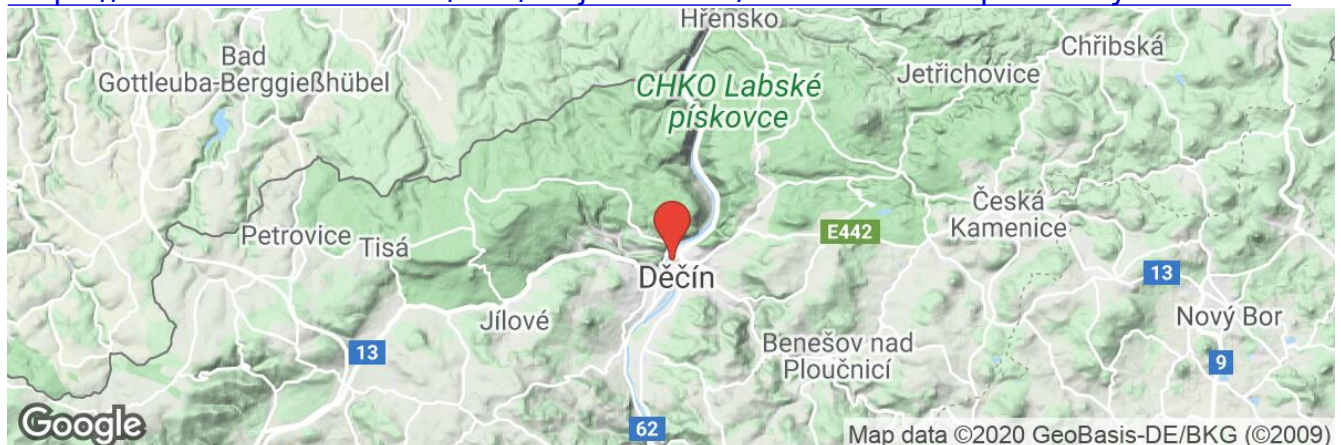 Hřensko
Chřibská
Bad
Gottleuba-Berggießhübel
Jetřichovice
CHKO Labské
pískovce
Česká
Kamenice
E442
Petrovice
Tisá
Děčín
13
Jílové
Nový Bor
Benešov nad
Ploučnicí
13
9
62
Google
Map data ©2020 GeoBasis-DE/BKG (©2009)